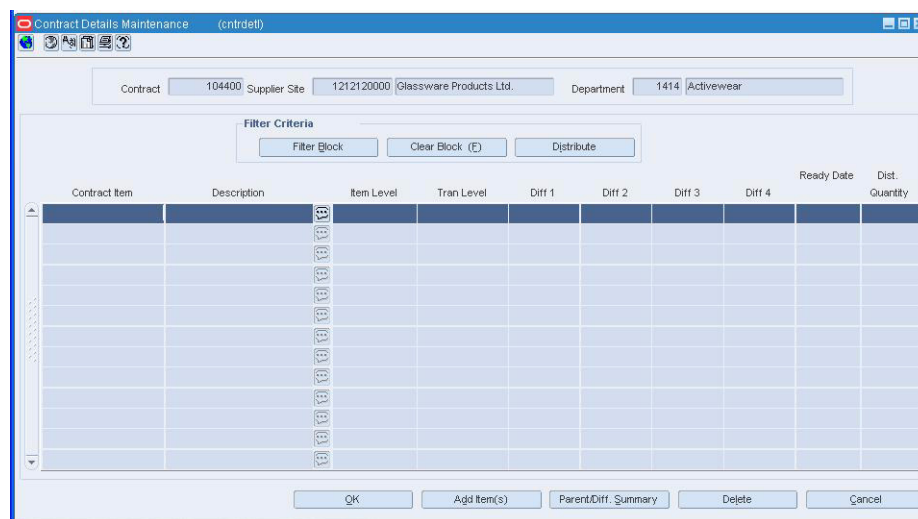 Contract Details Maintenance (cntrdetl)
Contract 104400 Supplier Site 1212120000 Glassware Products Ltd. Department 1414 Activewear
Filter Criteria
Filter Block Clear Block (F) Distribute
Contract Item Description Item Level Tran Level Diff 1 Diff 2 Diff 3 Diff 4 Ready Date Dist. Quantity
OK Add Item(s) Parent/Diff. Summary Delete Cancel